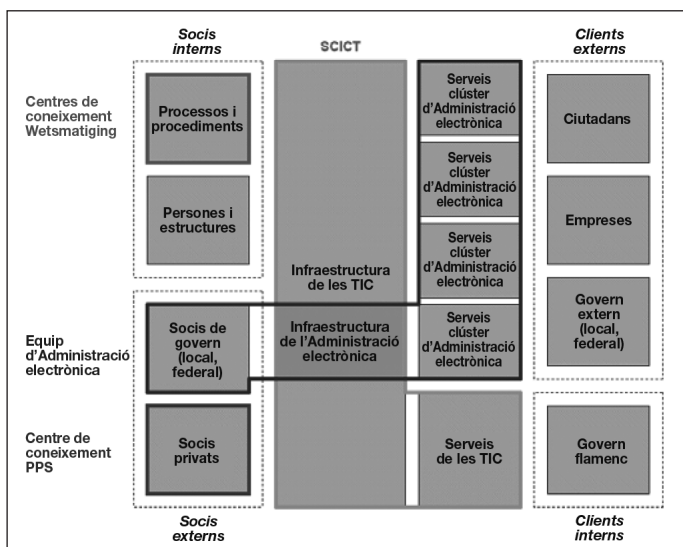 Socis
interns
SCICT
Clients
externs
Centres de
coneixement
Wetsmatiging
Processos i
procediments
Persones i
estructures
Serveis
clúster
d'Administració
electrònica
Serveis
clúster
d'Administració
electrònica
Serveis
clúster
d'Administració
electrònica
Serveis
clúster
d'Administració
electrònica
Ciutadans
Empreses
Govern
extern
(local,
federal)
Infraestructura
de les TIC
Infraestructura
de l'Administració
electrònica
Equip
d'Administració
electrònica
Socis de
govern
(local,
federal)
Centre de
coneixement
PPS
Socis
privats
Serveis
de les TIC
Govern
flamenc
Socis
externs
Clients
interns